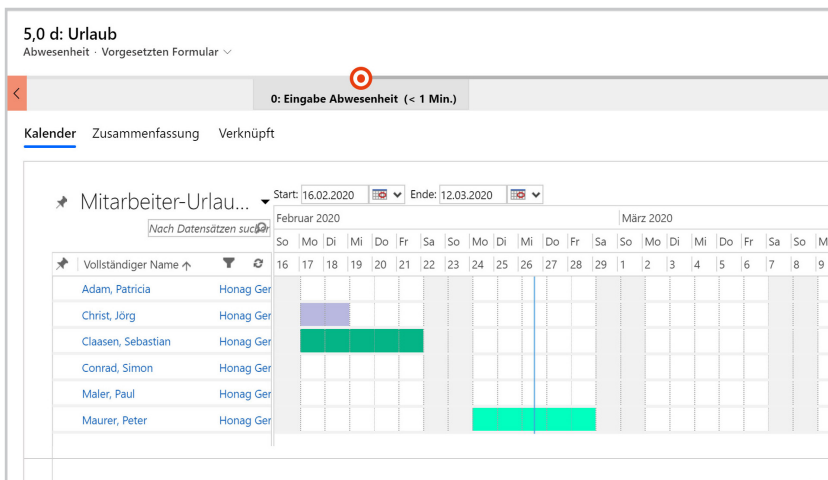 5,0 d: Urlaub
Abwesenheit · Vorgesetzten Formular
0: Eingabe Abwesenheit (< 1 Min.)
Kalender Zusammenfassung Verknüpft
Mitarbeiter-Urlau...
Start: 16.02.2020 Ende: 12.03.2020
Nach Datensätzen suchen
Februar 2020 März 2020
So Mo Di Mi Do Fr Sa So Mo Di Mi Do Fr Sa So Mo Di Mi Do Fr Sa So M
Vollständiger Name
16 17 18 19 20 21 22 23 24 25 26 27 28 29 1 2 3 4 5 6 7 8 9
Adam, Patricia Honag Ger
Christ, Jörg Honag Ger
Claasen, Sebastian Honag Ger
Conrad, Simon Honag Ger
Maler, Paul Honag Ger
Maurer, Peter Honag Ger